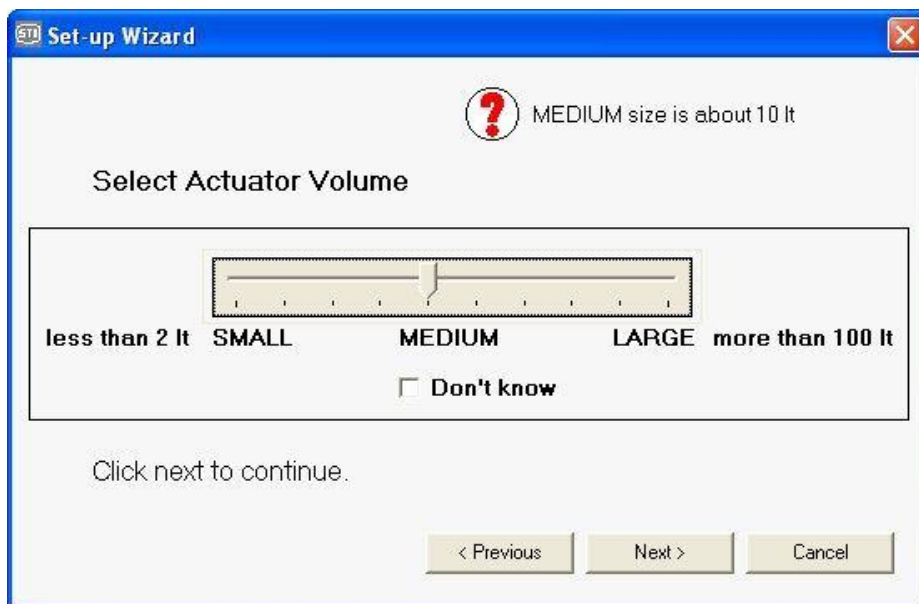 STI Set-up Wizard
? MEDIUM size is about 10 lt
Select Actuator Volume
less than 2 lt SMALL MEDIUM LARGE more than 100 lt
Don't know
Click next to continue.
< Previous Next > Cancel